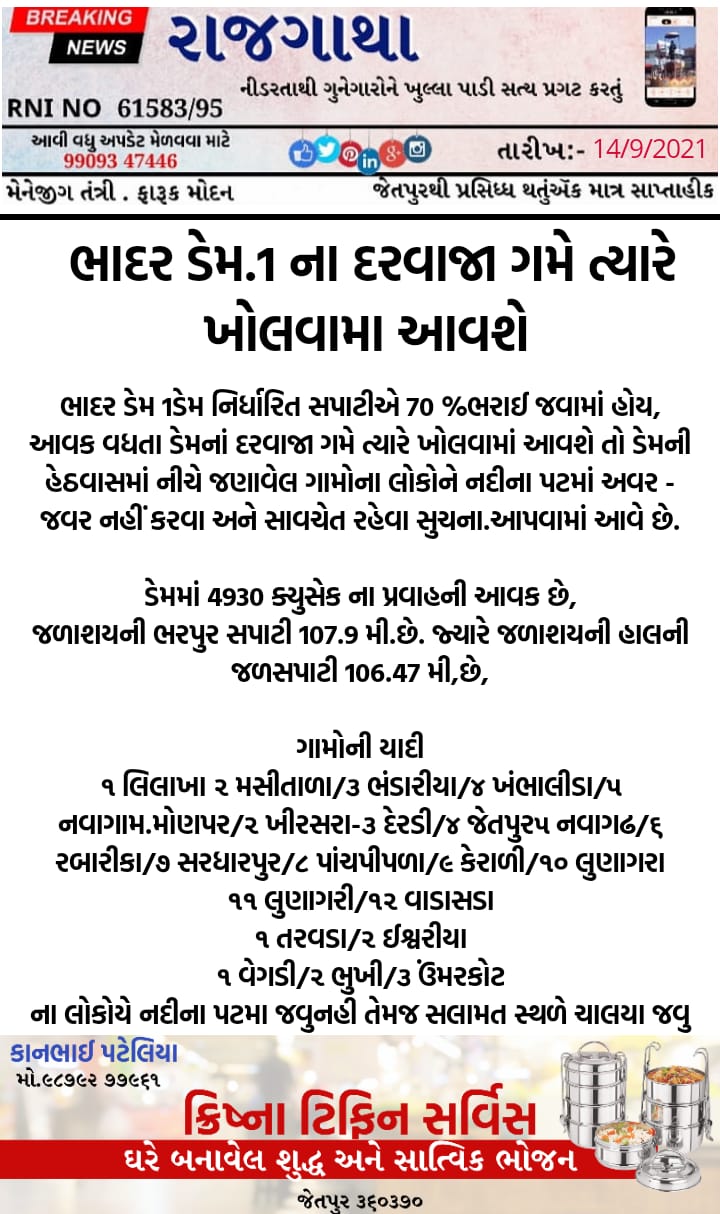 BREAKING
NEWS
રાજગાથા
નીડરતાથી ગુનેગારોને ખુલ્લા પાડી સત્ય પ્રગટ કરતું
RNI NO 61583/95
આવી વધુ અપડેટ મેળવવા માટે
99093 47446
તારીખઃ- 14/9/2021
મેનેજીગ તંત્રી . ફારૂક મોદન
જેતપુરથી પ્રસિધ્ધ થતુંએક માત્ર સાપ્તાહીક
ભાદર ડેમ.1 ના દરવાજા ગમે ત્યારે
ખોલવામા આવશે
ભાદર ડેમ 1ડેમ નિર્ધારિત સપાટીએ 70 %ભરાઈ જવામાં હોય,
આવક વધતા ડેમનાં દરવાજા ગમે ત્યારે ખોલવામાં આવશે તો ડેમની
હેઠવાસમાં નીચે જણાવેલ ગામોના લોકોને નદીના પટમાં અવર -
જવર નહીં કરવા અને સાવચેત રહેવા સુચના.આપવામાં આવે છે.
ડેમમાં 4930 ક્યુસેક ના પ્રવાહની આવક છે,
જળાશયની ભરપુર સપાટી 107.9 મી.છે. જ્યારે જળાશયની હાલની
જળસપાટી 106.47 મી,છે,
ગામોની યાદી
૧ લિલાખા ૨ મસીતાળા/૩ ભંડારીયા/૪ ખંભાલીડા/૫
નવાગામ.મોણપર/૨ ખીરસરા-૩ દેરડી/૪ જેતપુર૫ નવાગઢ/૬
રબારીકા/૭ સરધારપુર/૮ પાંચપીપળા/૯ કેરાળી/૧૦ લુણાગરા
૧૧ લુણાગરી/૧૨ વાડાસડા
૧ તરવડા/૨ ઈશ્વરીયા
૧ વેગડી/૨ ભુખી/૩ ઉંમરકોટ
ના લોકોયે નદીના પટમા જવુનહી તેમજ સલામત સ્થળે ચાલયા જવુ
કાનભાઈ પટેલિયા
મો.૯૮૭૯૨ ૭૭૯૬૧
ક્રિષ્ના ટિફિન સર્વિસ
ઘરે બનાવેલ શુદ્ધ અને સાત્વિક ભોજન
જેતપુર ૩૬૦૩૭૦